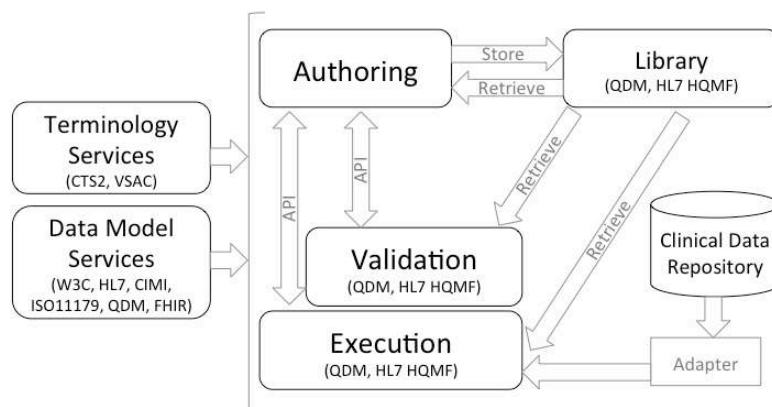 Authoring
Store
Retrieve
Library
(QDM, HL7 HQMF)
Terminology
Services
(CTS2, VSAC)
Data Model
Services
(W3C, HL7, CIMI,
ISO11179, QDM, FHIR)
API
API
Retrieve
Retrieve
Validation
(QDM, HL7 HQMF)
Clinical Data
Repository
Execution
(QDM, HL7 HQMF)
Adapter